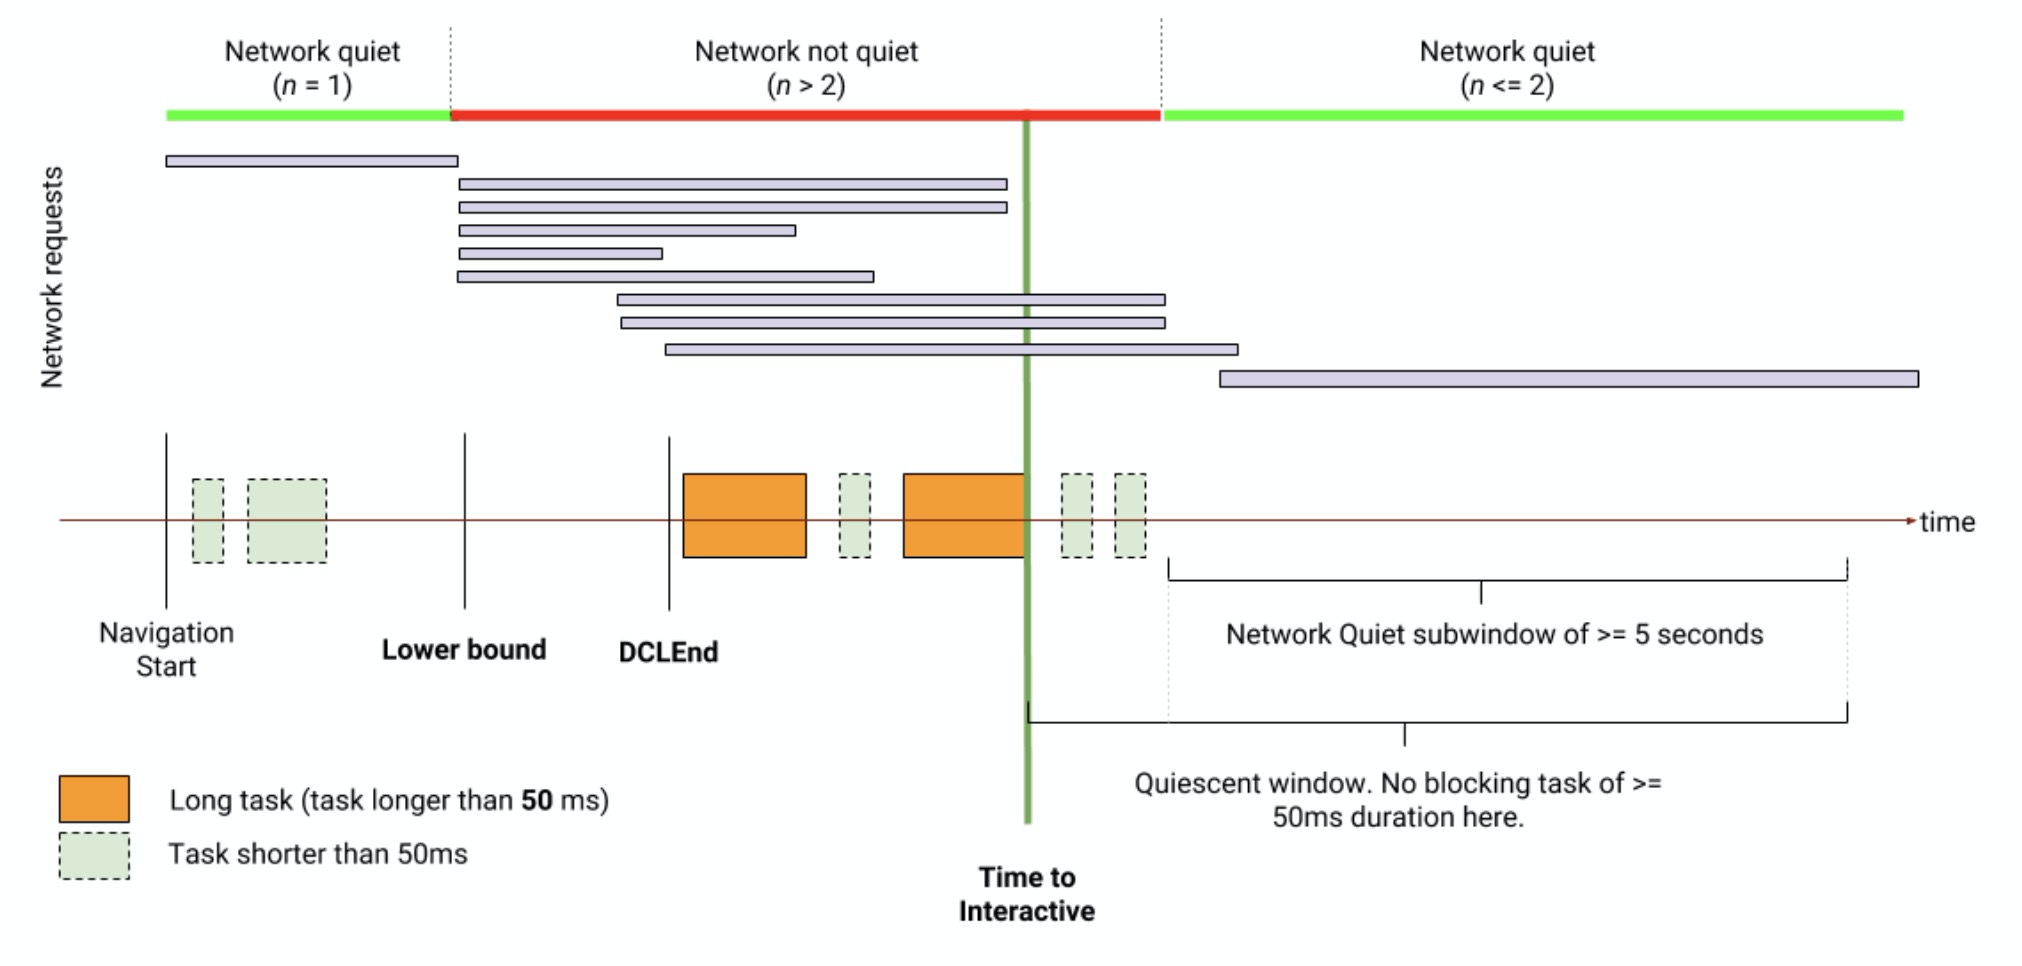 Network quiet
(n = 1)
Network not quiet
(n > 2)
Network quiet
(n <= 2)
Network requests
time
Navigation
Start
Lower bound
DCLEnd
Network Quiet subwindow of >= 5 seconds
Quiescent window. No blocking task of >=
50ms duration here.
Long task (task longer than 50 ms)
Task shorter than 50ms
Time to
Interactive